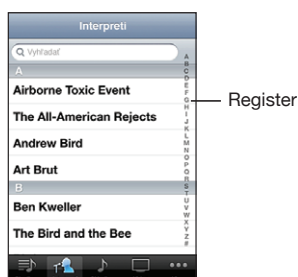 Interpreti
Vyhľadať
A
Airborne Toxic Event
The All-American Rejects
Andrew Bird
Art Brut
B
Ben Kweller
The Bird and the Bee
A
B
C
D
E
F
G
H
I
J
K
L
M
N
O
P
Q
R
S
T
U
V
W
X
Y
Z
#
Register